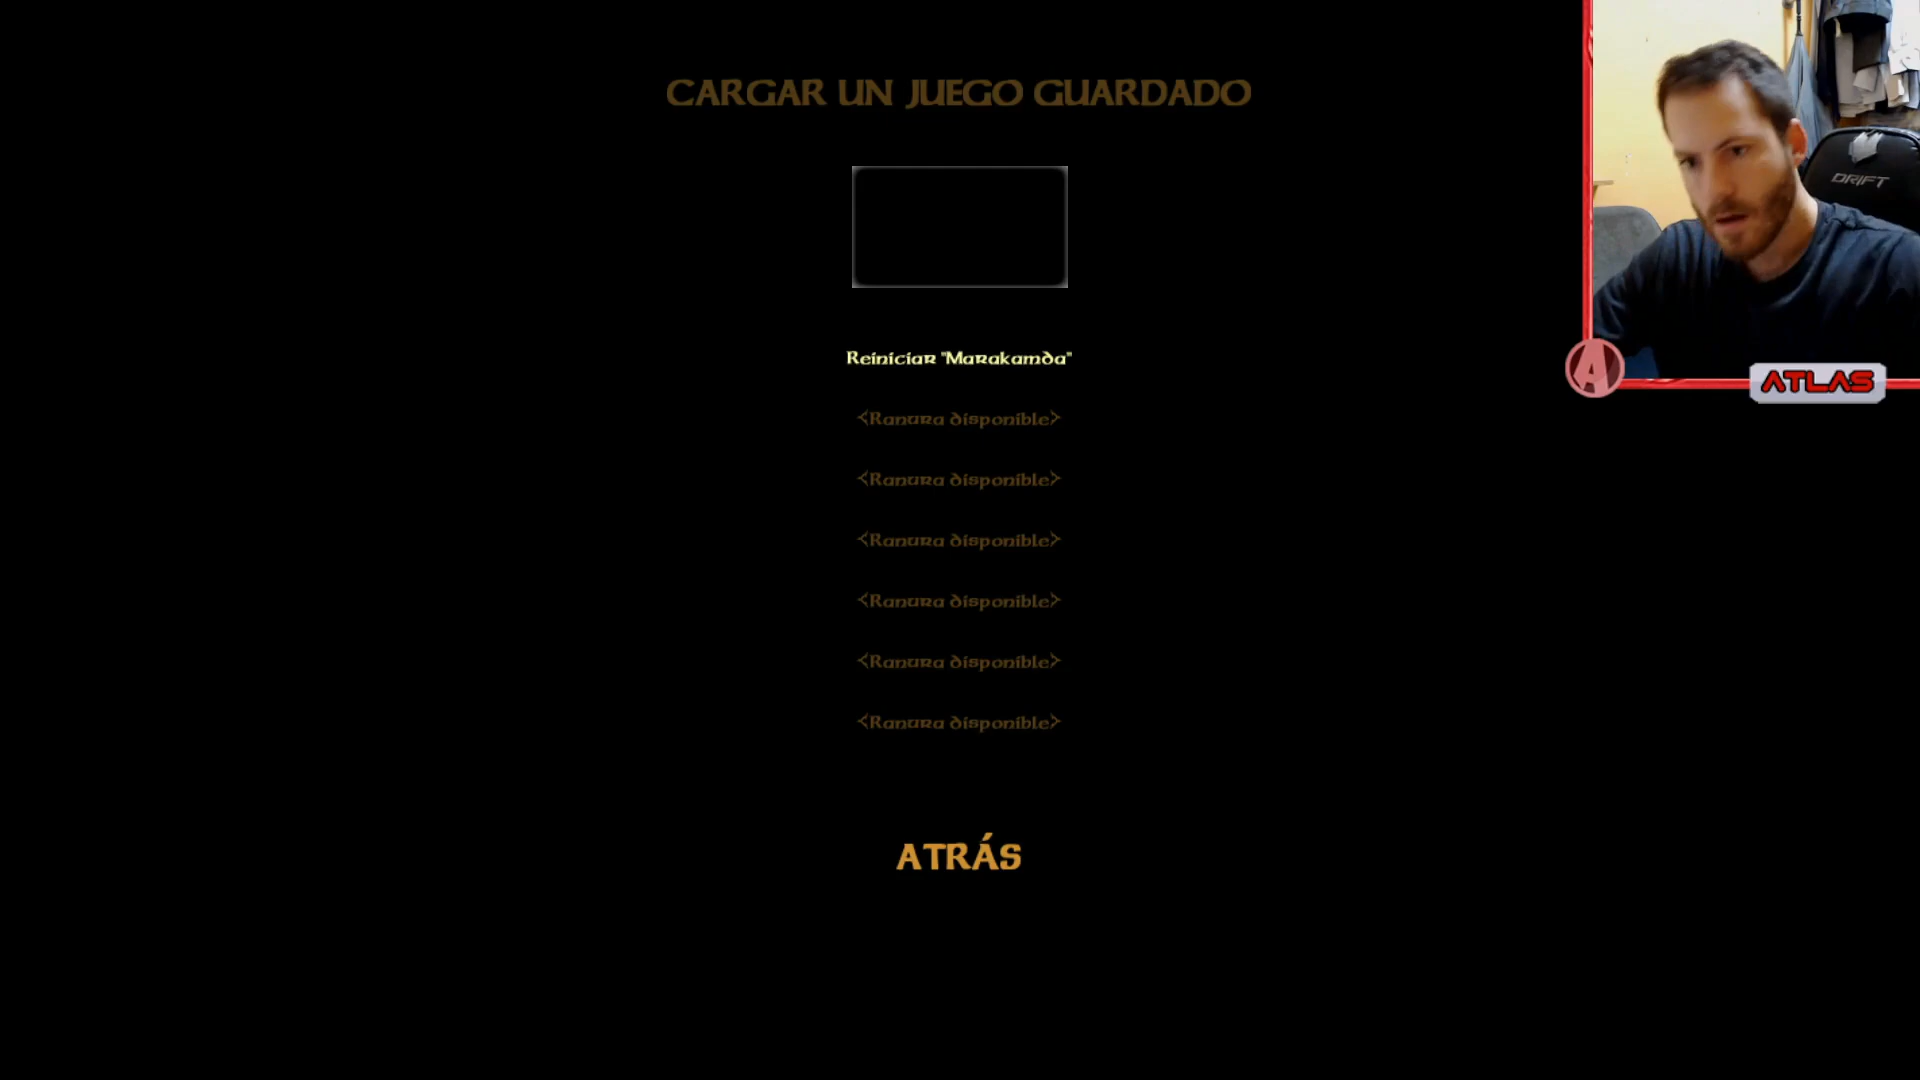 CARGAR UN JUEGO GUARDADO
Reiniciar "Marakamda"
<Ranura disponible>
<Ranura disponible>
<Ranura disponible>
<Ranura disponible>
<Ranura disponible>
<Ranura disponible>
ATRÁS
DRIFT
A
ATLAS